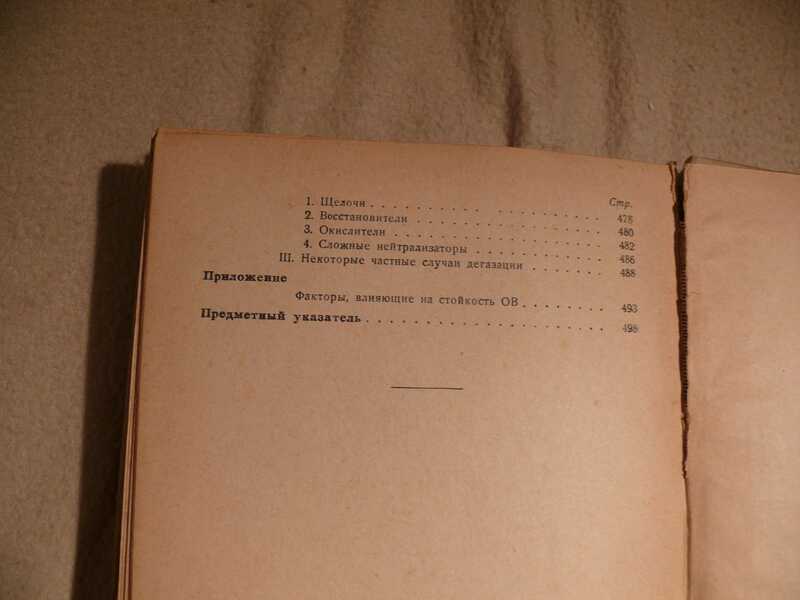 Стр.
1. Щелочи . . . . . . . . . . . . . . . . . 478
2. Восстановители . . . . . . . . . . . . . 480
3. Окислители . . . . . . . . . . . . . . . 482
4. Сложные нейтрализаторы . . . . . . . . . 486
III. Некоторые частные случаи дегазации . . . . . . 488
Приложение
Факторы, влияющие на стойкость ОВ . . . . . . . . 493
Предметный указатель . . . . . . . . . . . . . . . . . . 498